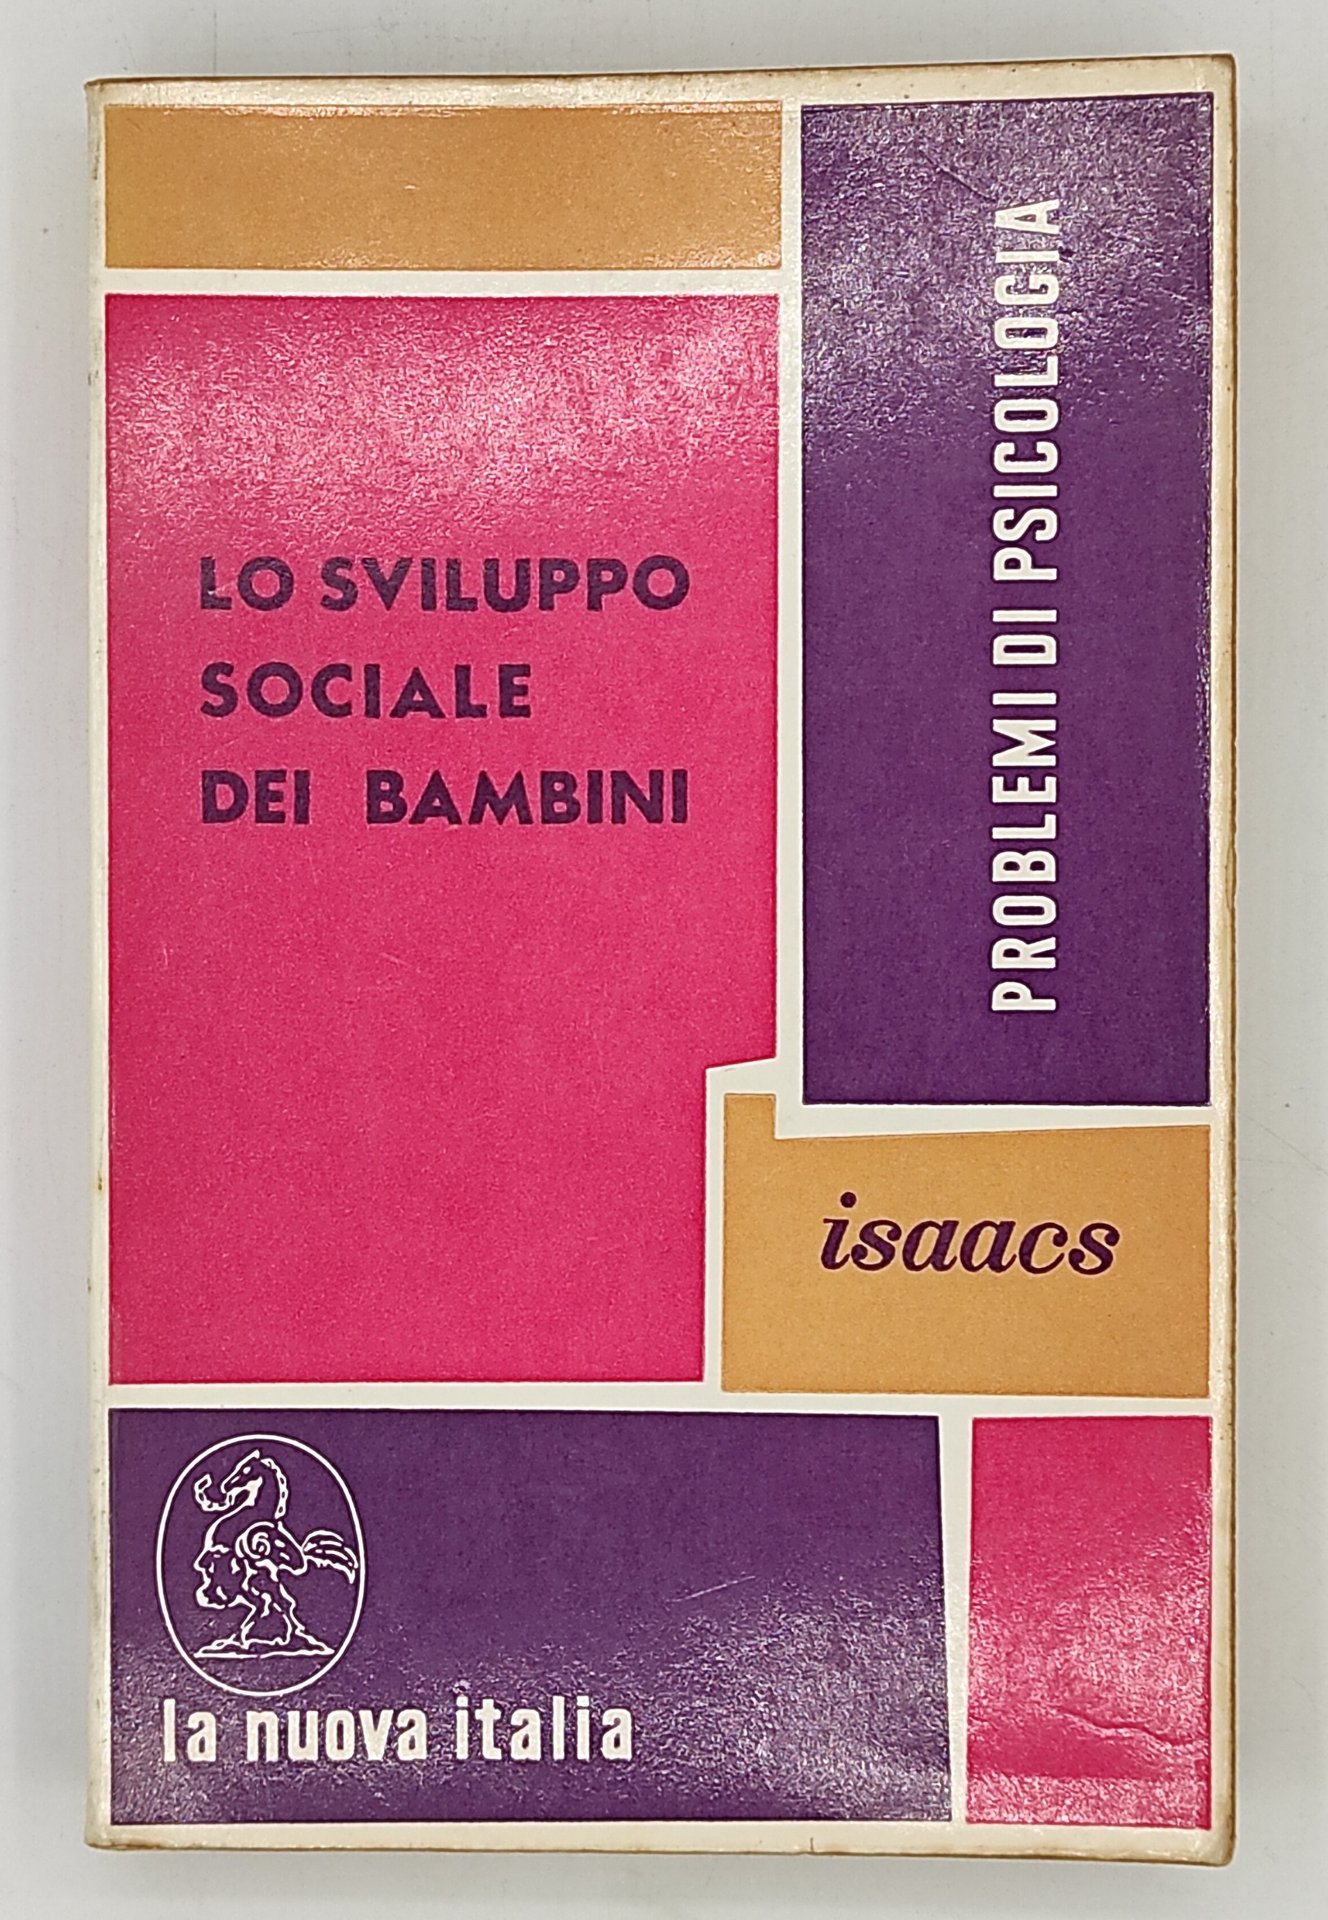 LO SVILUPPO
SOCIALE
DEI BAMBINI
PROBLEMI DI PSICOLOGIA
isaacs
la nuova italia